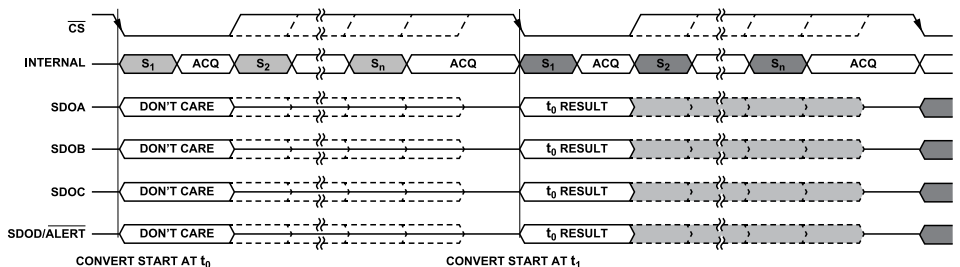 CS
INTERNAL S1 ACQ S2 Sn ACQ S1 ACQ S2 Sn ACQ
SDOA DON'T CARE t0 RESULT
SDOB DON'T CARE t0 RESULT
SDOC DON'T CARE t0 RESULT
SDOD/ALERT DON'T CARE t0 RESULT
CONVERT START AT t0 CONVERT START AT t1